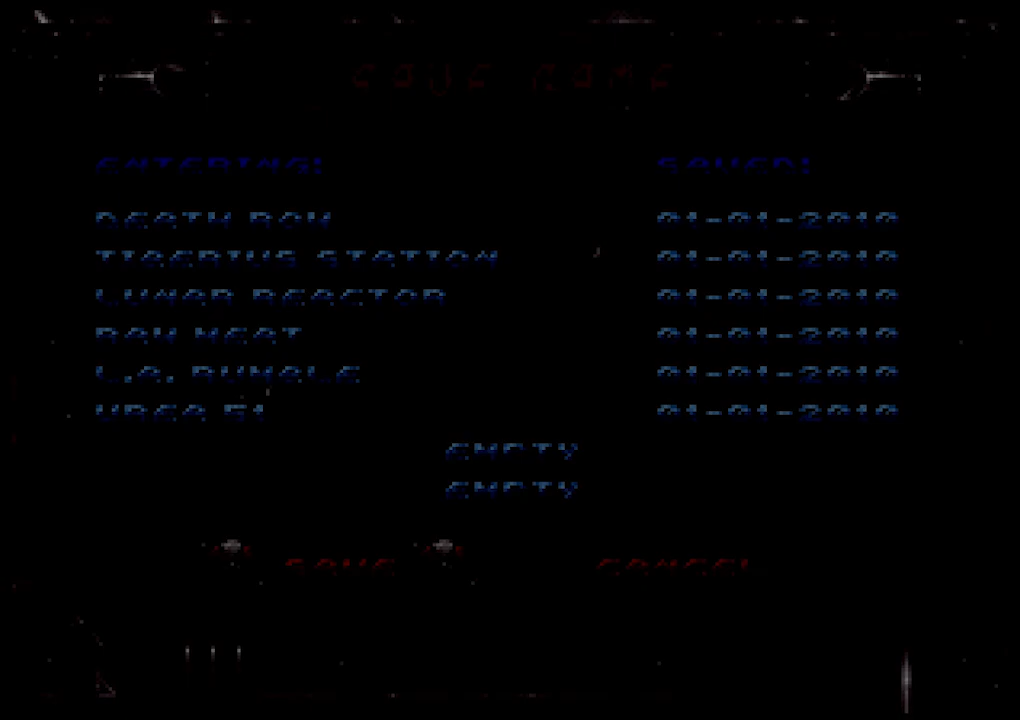 SAVE GAME
ENTERING: SAVED:
DEATH ROW 01-01-2010
TIBERIUS STATION 01-01-2010
LUNAR REACTOR 01-01-2010
RAW MEAT 01-01-2010
L.A. RUMBLE 01-01-2010
AREA 51 01-01-2010
EMPTY
EMPTY
SAVE CANCEL